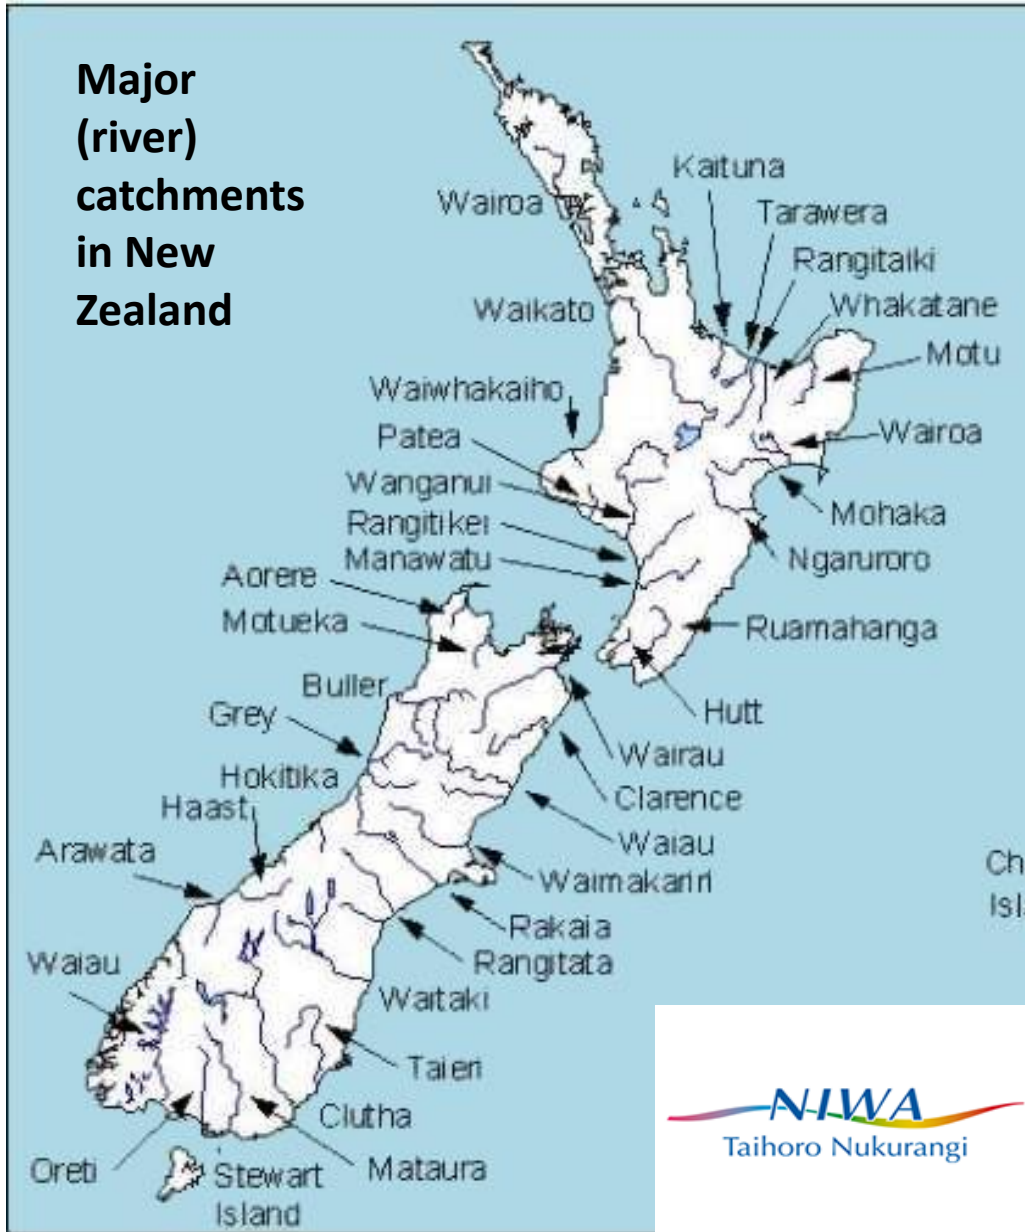 Major
(river)
catchments
in New
Zealand
Kaituna
Wairoa
Tarawera
Rangitaiki
Waikato
Whakatane
Motu
Waiwhakaiho
Patea
Wairoa
Wanganui
Rangitikei
Mohaka
Manawatu
Ngaruroro
Aorere
Motueka
Ruamahanga
Buller
Hutt
Grey
Wairau
Hokitika
Clarence
Haast
Waiau
Arawata
Waimakariri
Ch
Isl
Rakaia
Waiau
Rangitata
Waitaki
Taieri
Clutha
Oreti
Stewart
Island
Mataura
NIWA
Taihoro Nukurangi